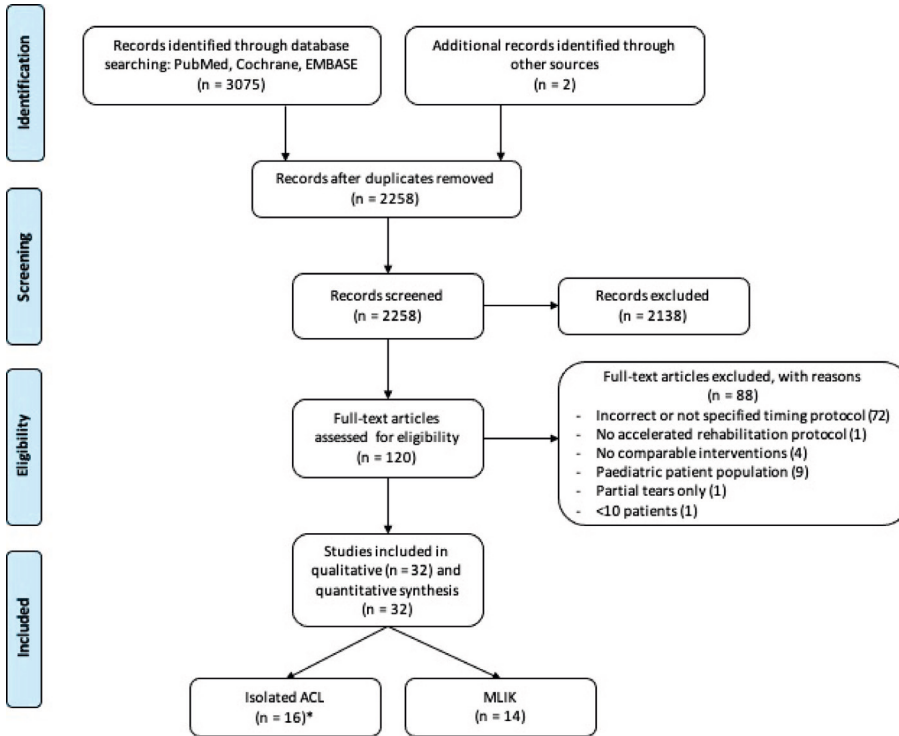 Identification
Records identified through database
searching: PubMed, Cochrane, EMBASE
(n = 3075)
Additional records identified through
other sources
(n = 2)
Records after duplicates removed
(n = 2258)
Screening
Records screened
(n = 2258)
Records excluded
(n = 2138)
Eligibility
Full-text articles
assessed for eligibility
(n = 120)
Full-text articles excluded, with reasons
(n = 88)
- Incorrect or not specified timing protocol (72)
- No accelerated rehabilitation protocol (1)
- No comparable interventions (4)
- Paediatric patient population (9)
- Partial tears only (1)
- <10 patients (1)
Included
Studies included in
qualitative (n = 32) and
quantitative synthesis
(n = 32)
Isolated ACL
(n = 16)*
MLIK
(n = 14)